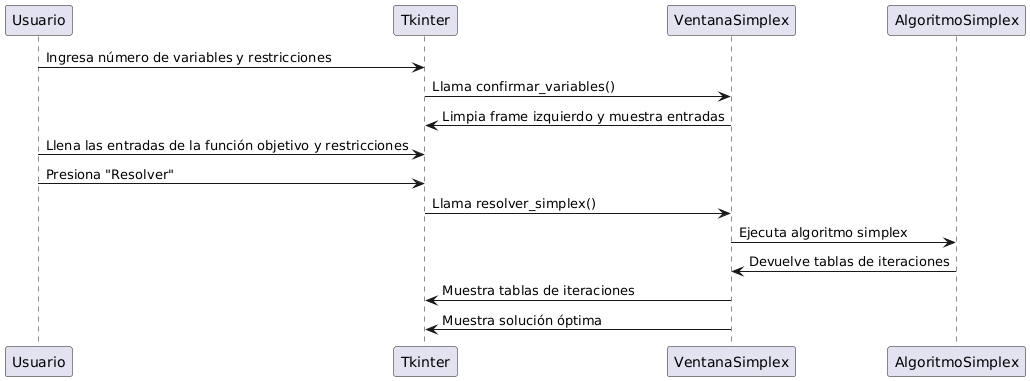 Usuario Tkinter VentanaSimplex AlgoritmoSimplex
Ingresa número de variables y restricciones
Llama confirmar_variables()
Limpia frame izquierdo y muestra entradas
Llena las entradas de la función objetivo y restricciones
Presiona "Resolver"
Llama resolver_simplex()
Ejecuta algoritmo simplex
Devuelve tablas de iteraciones
Muestra tablas de iteraciones
Muestra solución óptima
Usuario Tkinter VentanaSimplex AlgoritmoSimplex